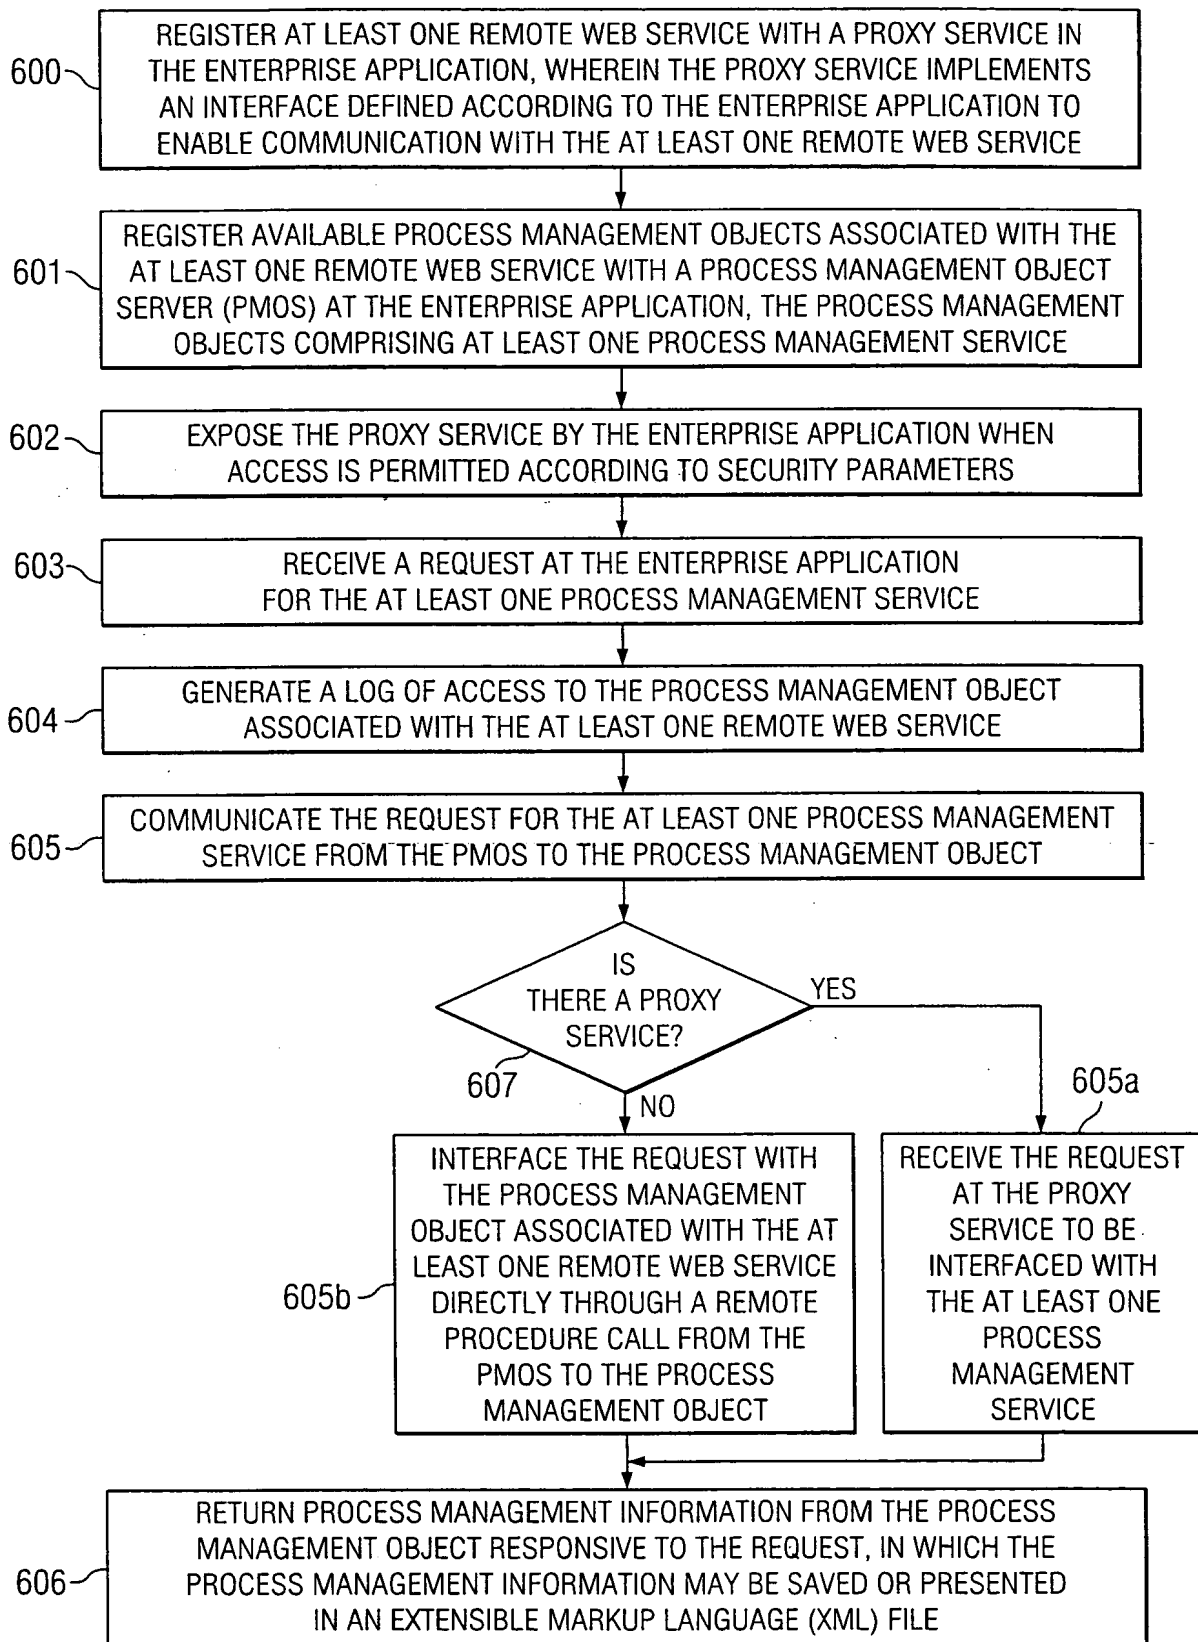 600
REGISTER AT LEAST ONE REMOTE WEB SERVICE WITH A PROXY SERVICE IN
THE ENTERPRISE APPLICATION, WHEREIN THE PROXY SERVICE IMPLEMENTS
AN INTERFACE DEFINED ACCORDING TO THE ENTERPRISE APPLICATION TO
ENABLE COMMUNICATION WITH THE AT LEAST ONE REMOTE WEB SERVICE
601
REGISTER AVAILABLE PROCESS MANAGEMENT OBJECTS ASSOCIATED WITH THE
AT LEAST ONE REMOTE WEB SERVICE WITH A PROCESS MANAGEMENT OBJECT
SERVER (PMOS) AT THE ENTERPRISE APPLICATION, THE PROCESS MANAGEMENT
OBJECTS COMPRISING AT LEAST ONE PROCESS MANAGEMENT SERVICE
602
EXPOSE THE PROXY SERVICE BY THE ENTERPRISE APPLICATION WHEN
ACCESS IS PERMITTED ACCORDING TO SECURITY PARAMETERS
603
RECEIVE A REQUEST AT THE ENTERPRISE APPLICATION
FOR THE AT LEAST ONE PROCESS MANAGEMENT SERVICE
604
GENERATE A LOG OF ACCESS TO THE PROCESS MANAGEMENT OBJECT
ASSOCIATED WITH THE AT LEAST ONE REMOTE WEB SERVICE
605
COMMUNICATE THE REQUEST FOR THE AT LEAST ONE PROCESS MANAGEMENT
SERVICE FROM THE PMOS TO THE PROCESS MANAGEMENT OBJECT
IS
THERE A PROXY
SERVICE?
YES
607
NO
605a
605b
INTERFACE THE REQUEST WITH
THE PROCESS MANAGEMENT
OBJECT ASSOCIATED WITH THE AT
LEAST ONE REMOTE WEB SERVICE
DIRECTLY THROUGH A REMOTE
PROCEDURE CALL FROM THE
PMOS TO THE PROCESS
MANAGEMENT OBJECT
RECEIVE THE REQUEST
AT THE PROXY
SERVICE TO BE
INTERFACED WITH
THE AT LEAST ONE
PROCESS
MANAGEMENT
SERVICE
606
RETURN PROCESS MANAGEMENT INFORMATION FROM THE PROCESS
MANAGEMENT OBJECT RESPONSIVE TO THE REQUEST, IN WHICH THE
PROCESS MANAGEMENT INFORMATION MAY BE SAVED OR PRESENTED
IN AN EXTENSIBLE MARKUP LANGUAGE (XML) FILE